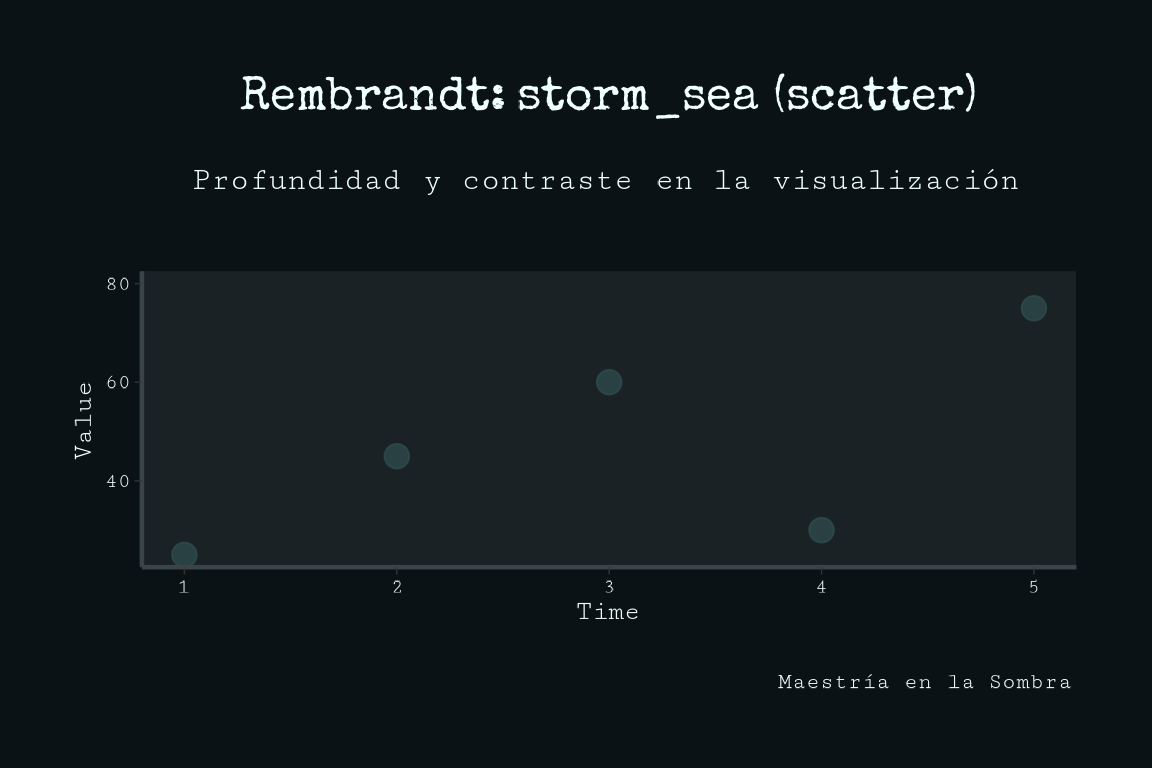 Rembrandt: storm_sea (scatter)
Profundidad y contraste en la visualización
80
60
40
Value
1 2 3 4 5
Time
Maestría en la Sombra